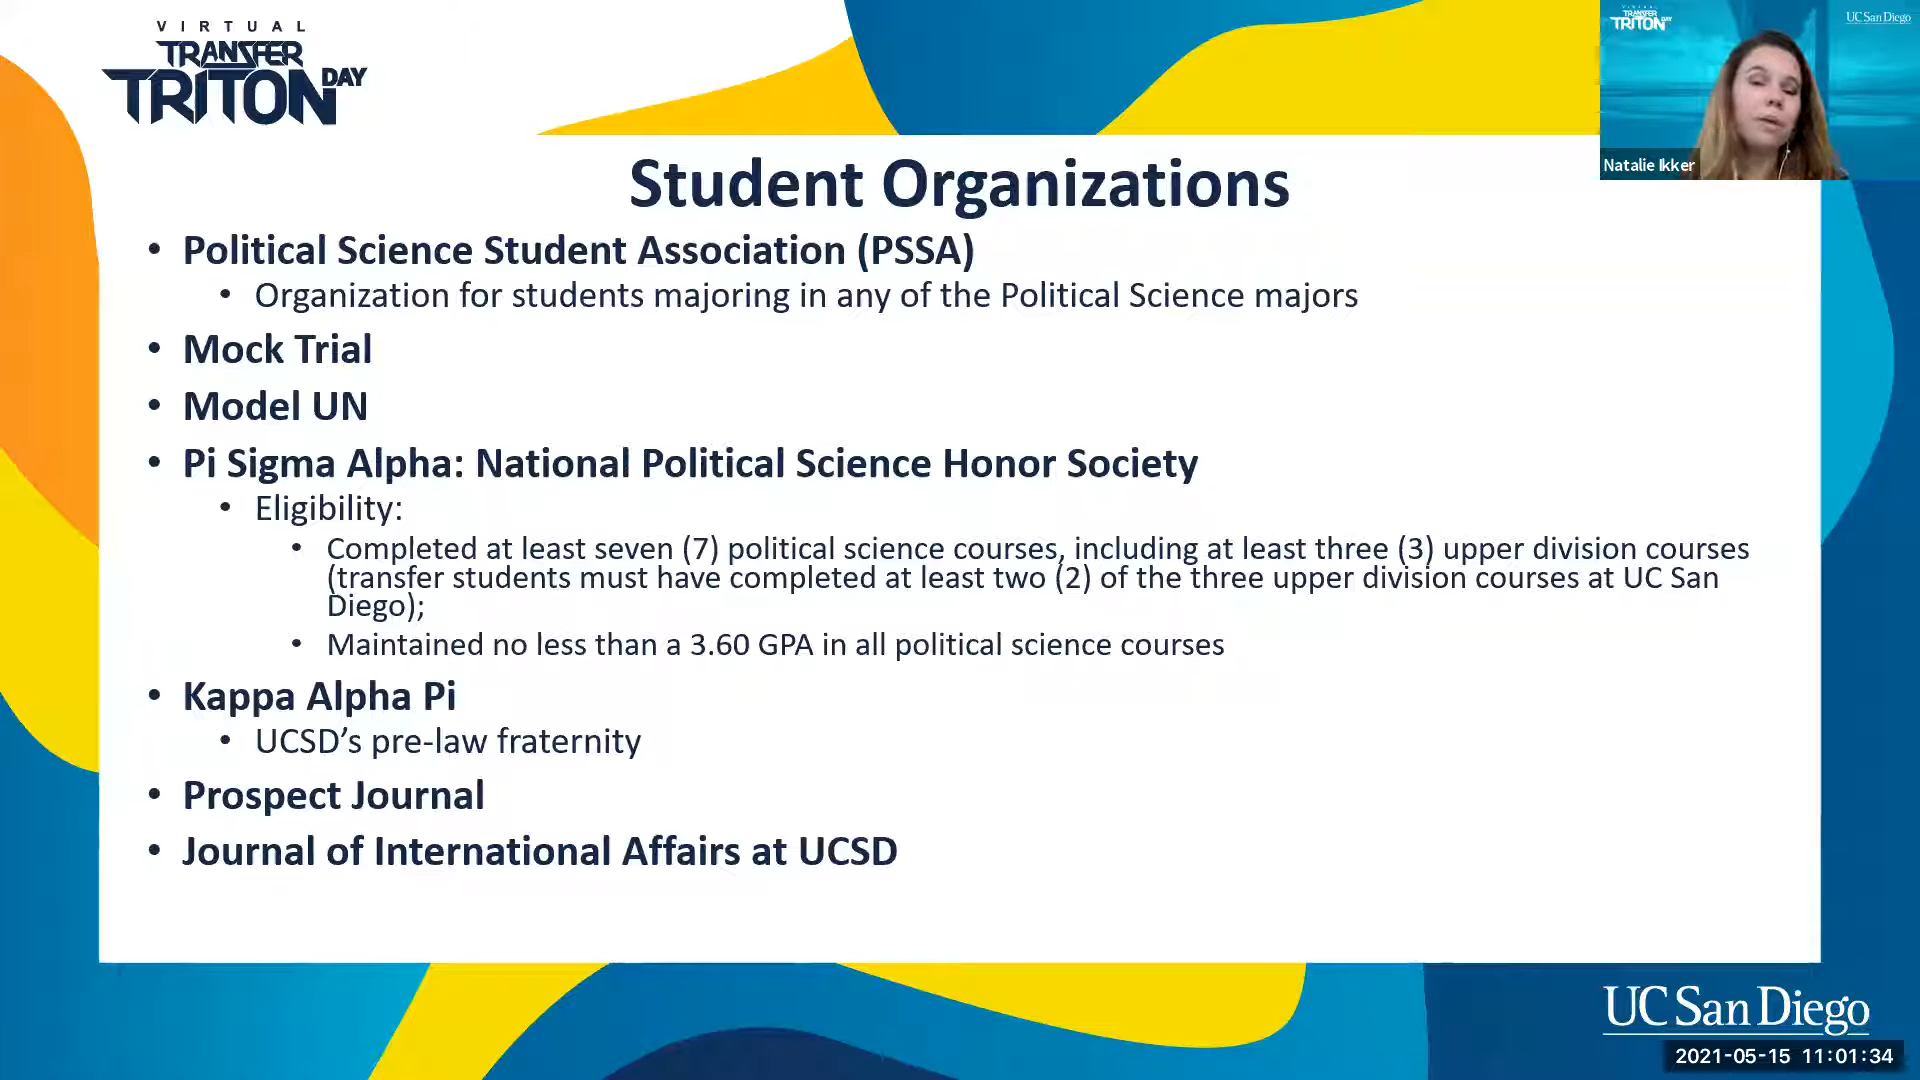 VIRTUAL
TRANSFER
TRITON DAY
VIRTUAL
TRANSFER
TRITON DAY
UC San Diego
Natalie Ikker
Student Organizations
• Political Science Student Association (PSSA)
• Organization for students majoring in any of the Political Science majors
• Mock Trial
• Model UN
• Pi Sigma Alpha: National Political Science Honor Society
• Eligibility:
• Completed at least seven (7) political science courses, including at least three (3) upper division courses
(transfer students must have completed at least two (2) of the three upper division courses at UC San
Diego);
• Maintained no less than a 3.60 GPA in all political science courses
• Kappa Alpha Pi
• UCSD’s pre-law fraternity
• Prospect Journal
• Journal of International Affairs at UCSD
UC San Diego
2021-05-15 11:01:34